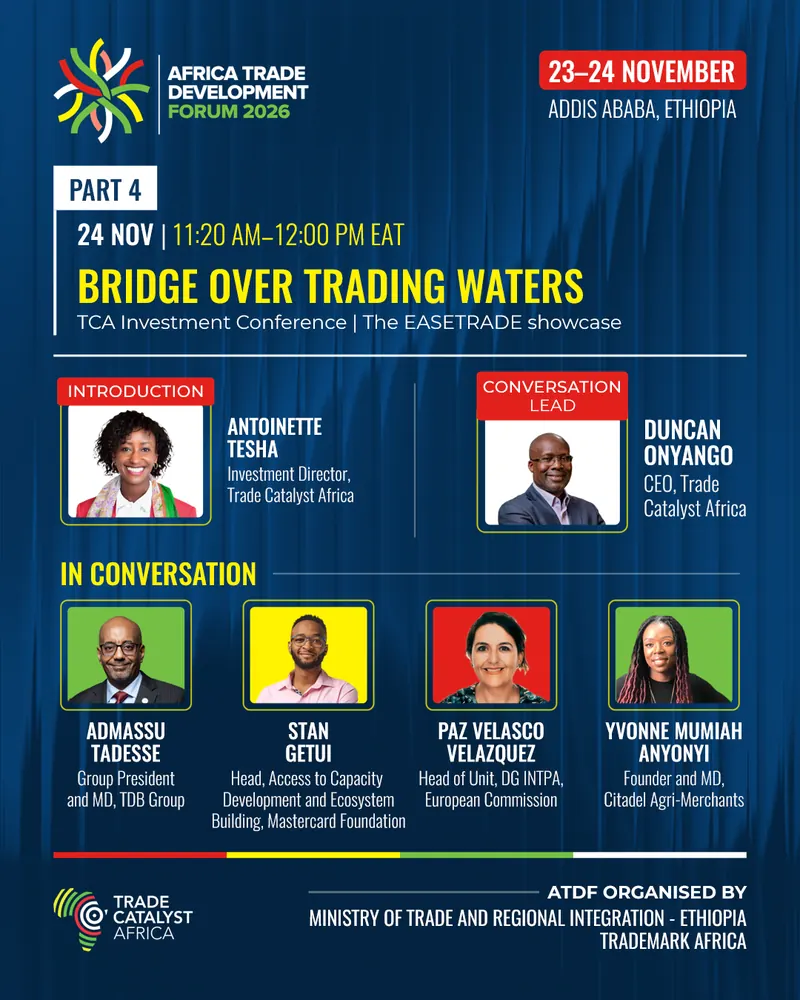 AFRICA TRADE
DEVELOPMENT
FORUM 2026
23–24 NOVEMBER
ADDIS ABABA, ETHIOPIA
PART 4
24 NOV | 11:20 AM–12:00 PM EAT
BRIDGE OVER TRADING WATERS
TCA Investment Conference | The EASETRADE showcase
INTRODUCTION
ANTOINETTE
TESHA
Investment Director,
Trade Catalyst Africa
CONVERSATION
LEAD
DUNCAN
ONYANGO
CEO, Trade
Catalyst Africa
IN CONVERSATION
ADMASSU
TADESSE
Group President
and MD, TDB Group
STAN
GETUI
Head, Access to Capacity
Development and Ecosystem
Building, Mastercard Foundation
PAZ VELASCO
VELAZQUEZ
Head of Unit, DG INTPA,
European Commission
YVONNE MUMIAH
ANYONYI
Founder and MD,
Citadel Agri-Merchants
TRADE
CATALYST
AFRICA
ATDF ORGANISED BY
MINISTRY OF TRADE AND REGIONAL INTEGRATION - ETHIOPIA
TRADEMARK AFRICA